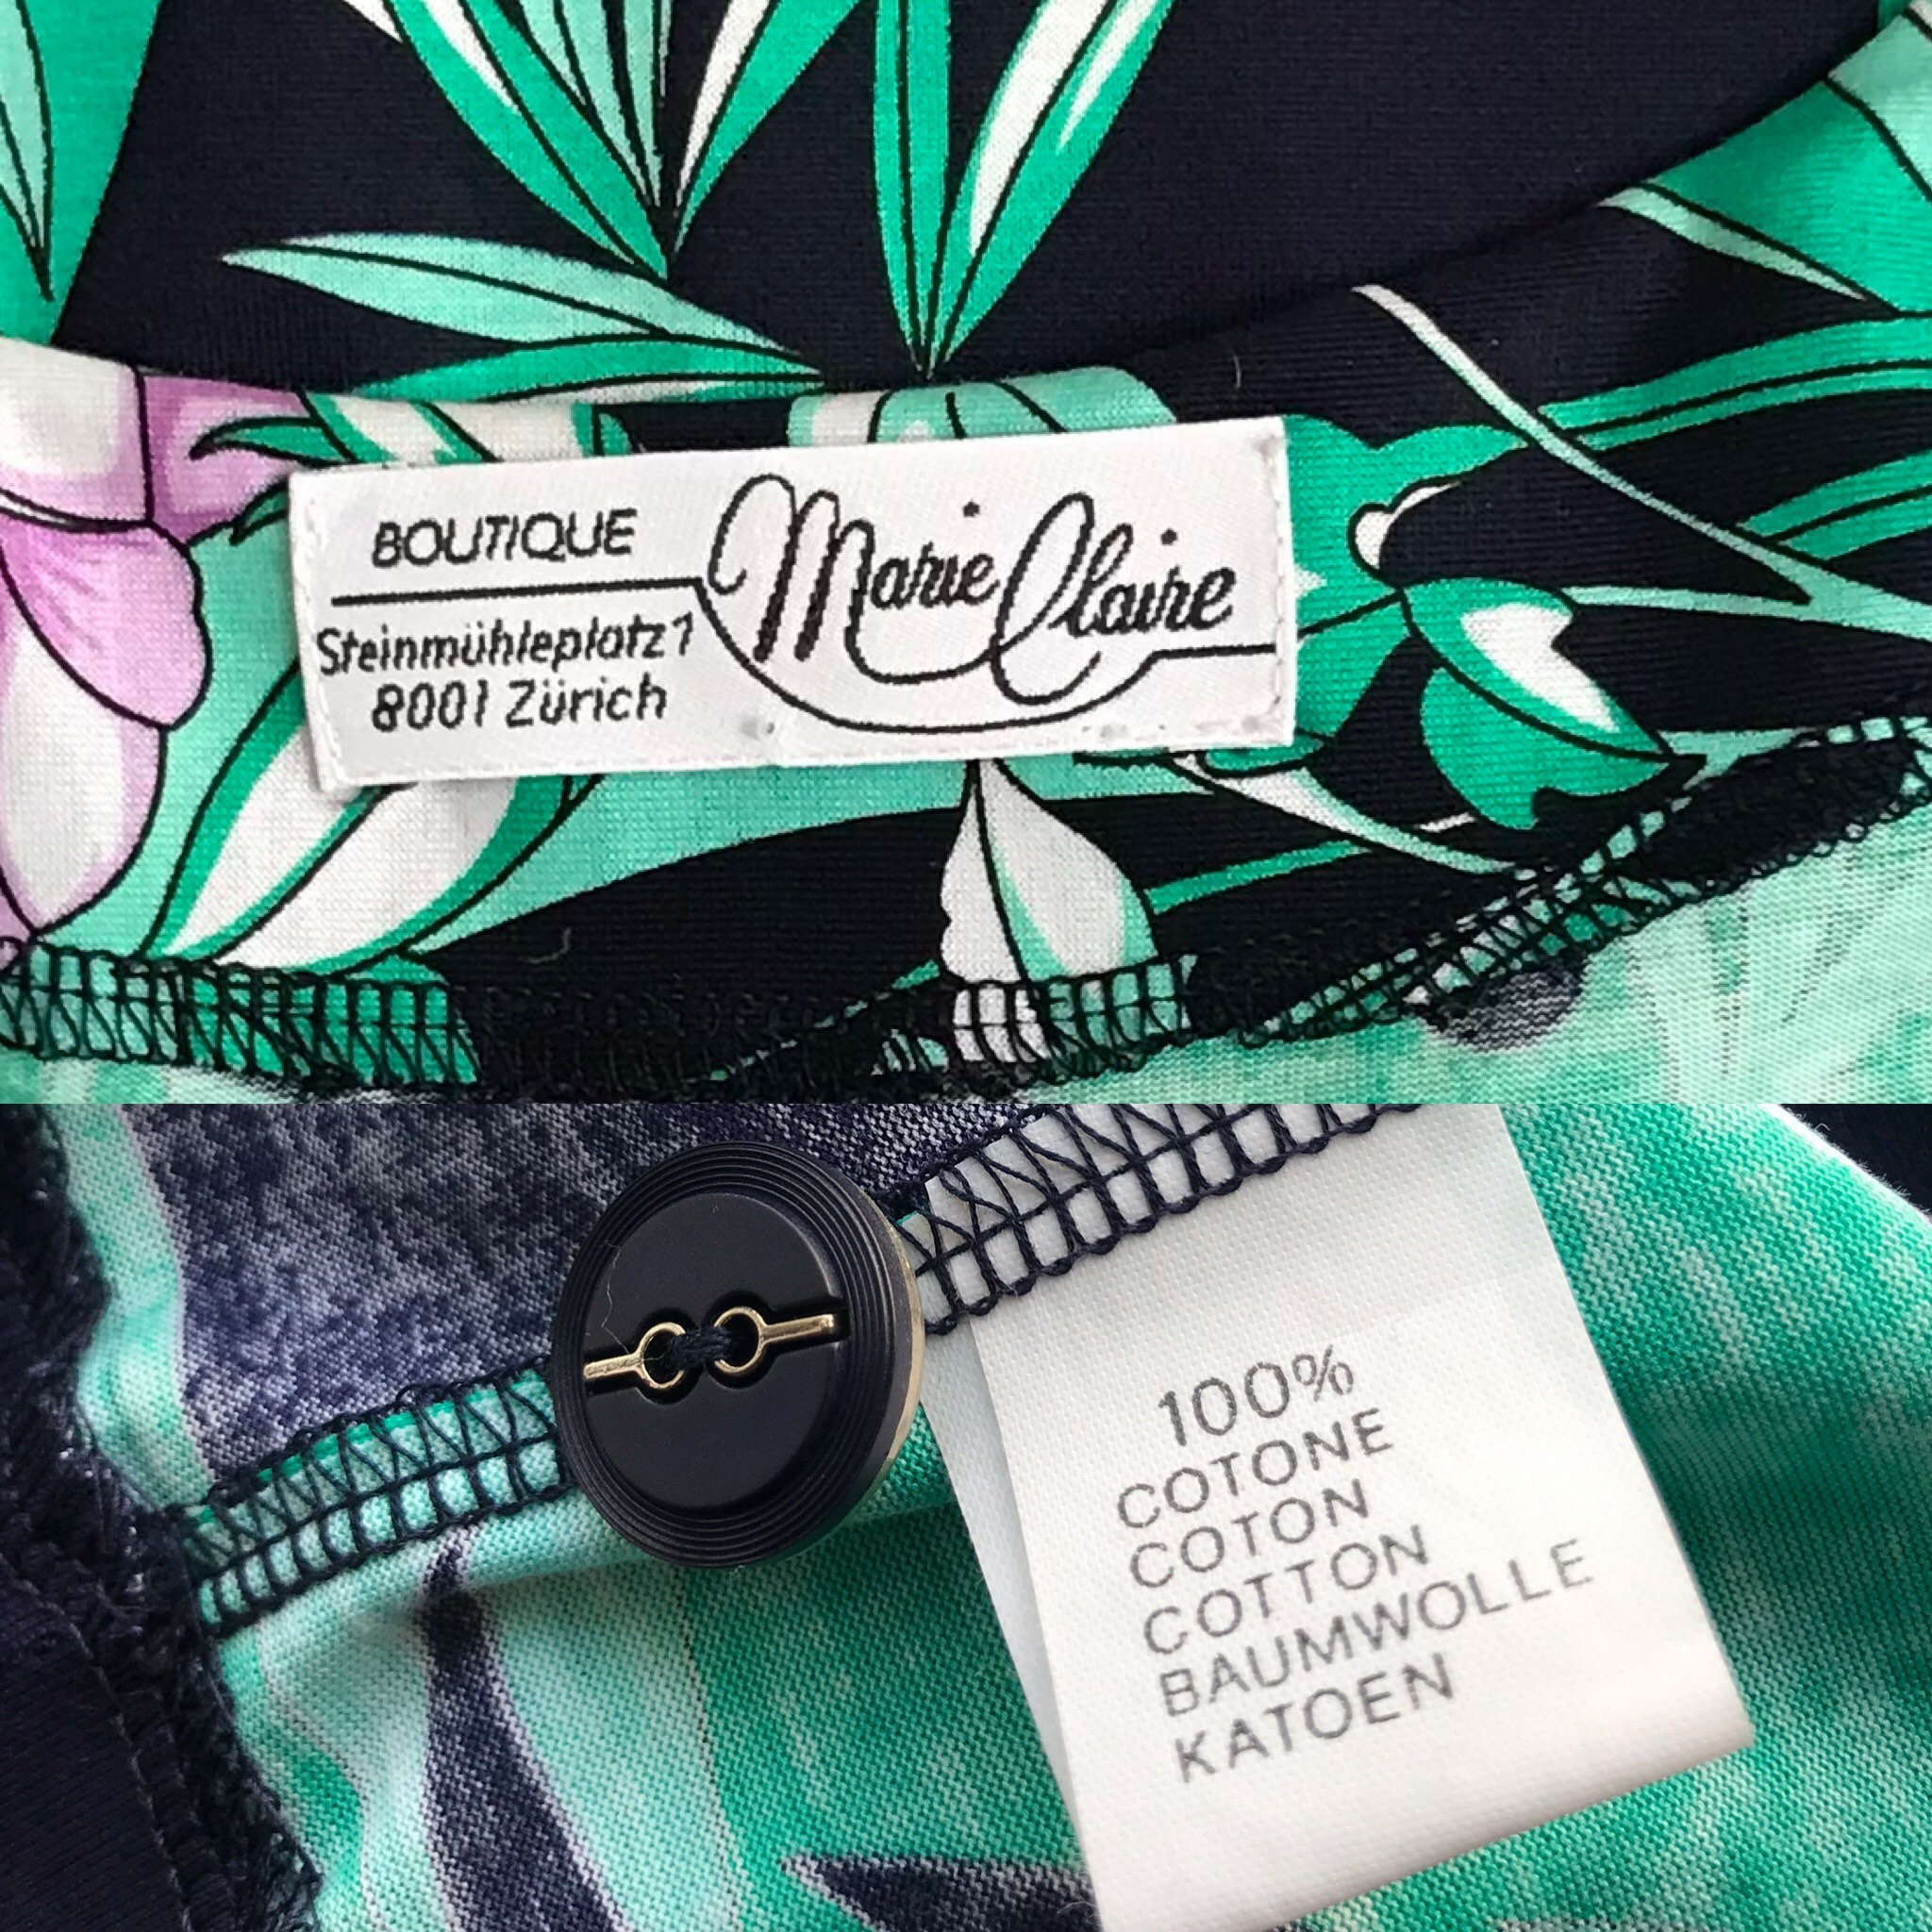 BOUTIQUE
Marie Claire
Steinmühleplatz 1
8001 Zürich
100%
COTONE
COTON
COTTON
BAUMWOLLE
KATOEN